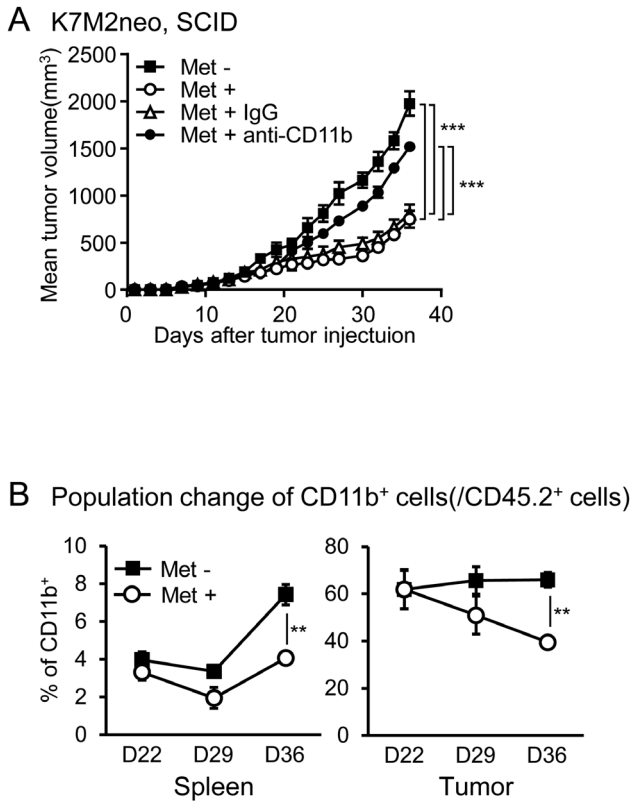 A K7M2neo, SCID
Mean tumor volume(mm³)
2500
2000
1500
1000
500
0
Met -
Met +
Met + IgG
Met + anti-CD11b
***
***
0 10 20 30 40
Days after tumor injectuion
B Population change of CD11b⁺ cells(/CD45.2⁺ cells)
% of CD11b⁺
10
8
6
4
2
0
Met -
Met +
**
D22 D29 D36
Spleen
80
60
40
20
0
**
D22 D29 D36
Tumor